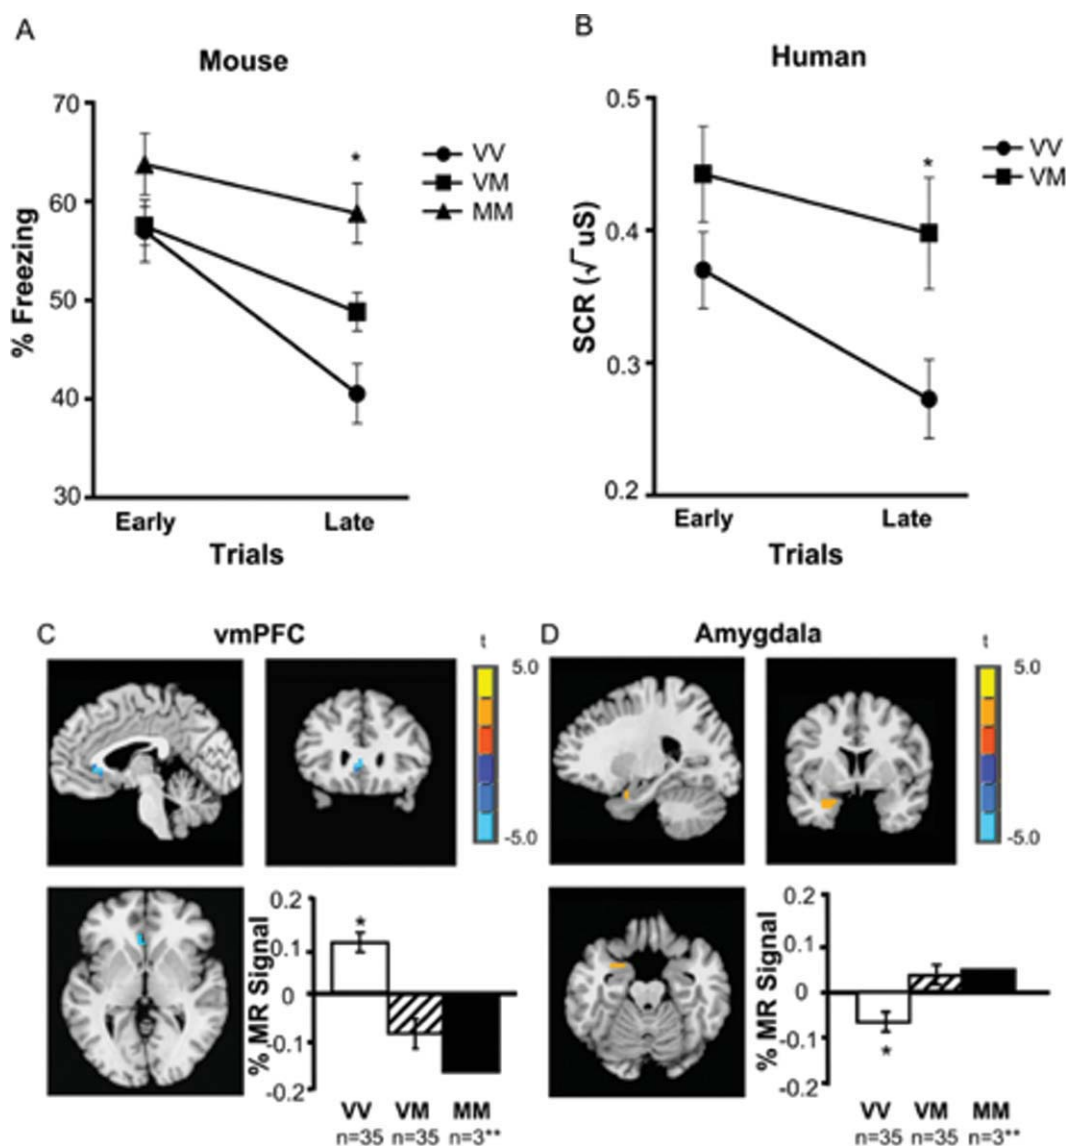 A
Mouse
70
60
50
40
30
% Freezing
*
VV
VM
MM
Early Late
Trials
B
Human
0.5
0.4
0.3
0.2
SCR (√uS)
*
VV
VM
Early Late
Trials
C
vmPFC
t
5.0
-5.0
0.2
0.1
0
-0.1
-0.2
% MR Signal
*
VV VM MM
n=35 n=35 n=3**
D
Amygdala
t
5.0
-5.0
0.2
0.1
0
-0.1
-0.2
% MR Signal
*
VV VM MM
n=35 n=35 n=3**